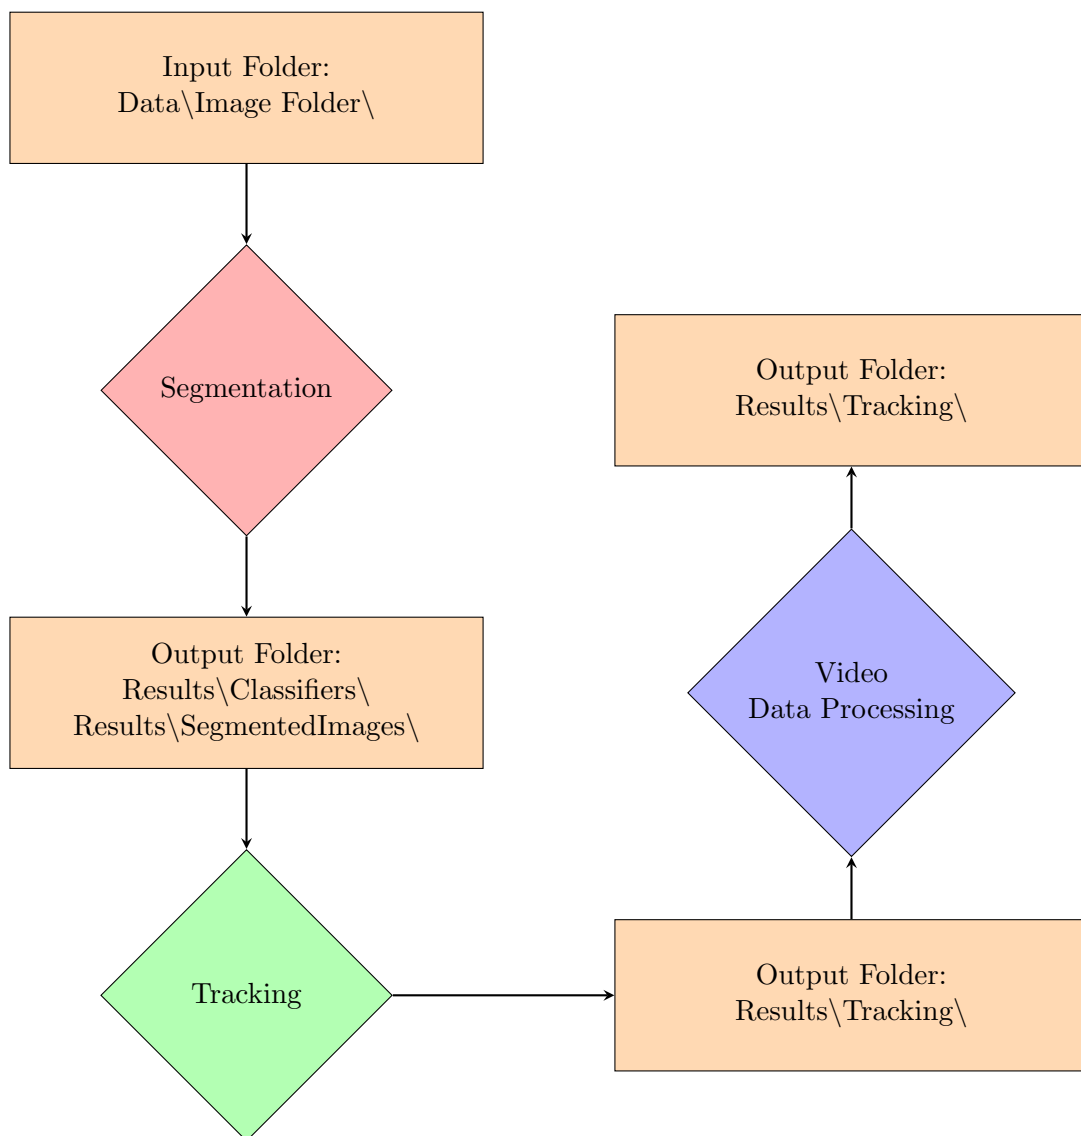 Input Folder:
Data\Image Folder\
Segmentation
Output Folder:
Results\Classifiers\
Results\SegmentedImages\
Tracking
Output Folder:
Results\Tracking\
Video
Data Processing
Output Folder:
Results\Tracking\